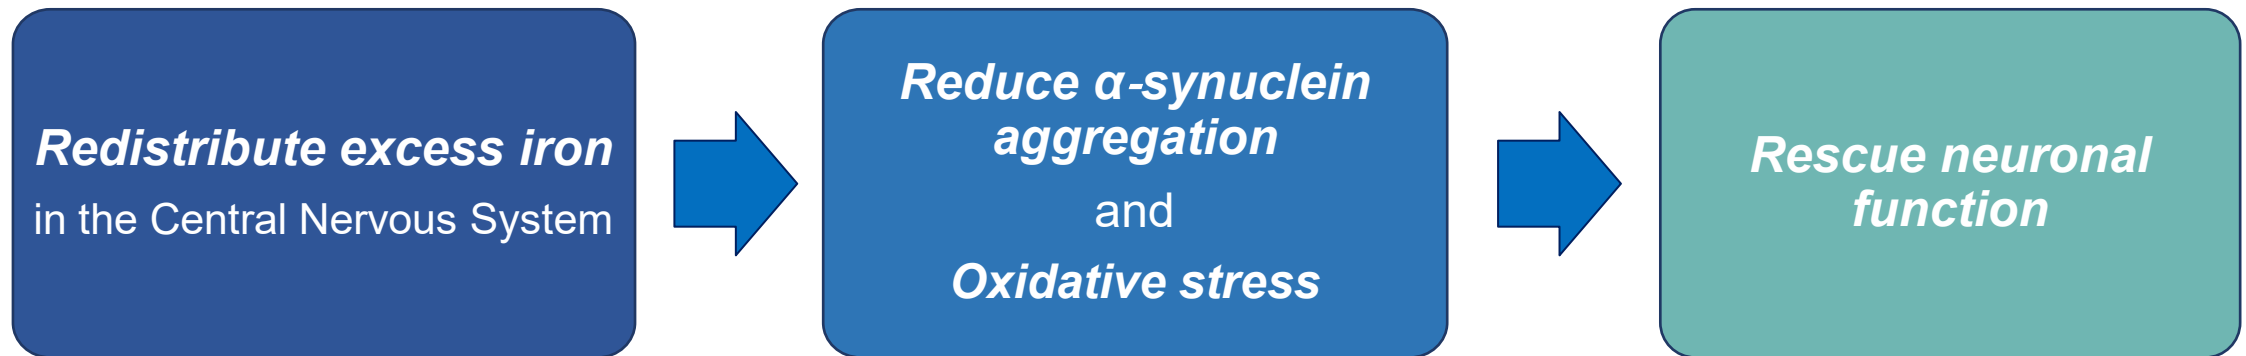 Redistribute excess iron
in the Central Nervous System
Reduce α-synuclein
aggregation
and
Oxidative stress
Rescue neuronal
function